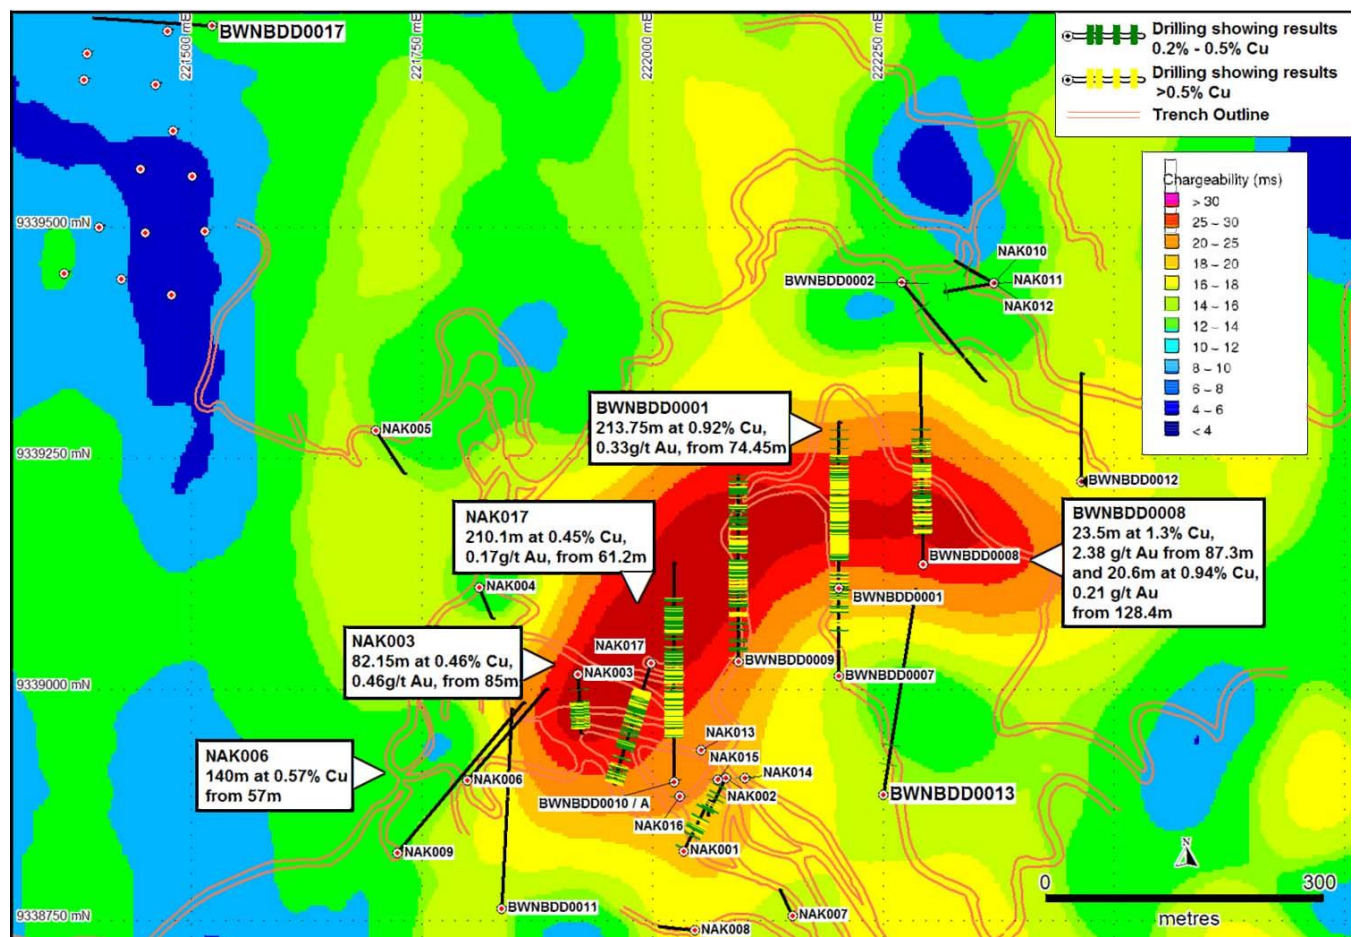 BWNBDD0017
221500 mE
221750 mE
222000 mE
222250 mE
Drilling showing results
0.2% - 0.5% Cu
Drilling showing results
>0.5% Cu
Trench Outline
Chargeability (ms)
> 30
25 ~ 30
20 ~ 25
18 ~ 20
16 ~ 18
14 ~ 16
12 ~ 14
10 ~ 12
8 ~ 10
6 ~ 8
4 ~ 6
< 4
9339500 mN
NAK010
BWNBDD0002
NAK011
NAK012
BWNBDD0001
213.75m at 0.92% Cu,
0.33g/t Au, from 74.45m
NAK005
9339250 mN
BWNBDD0012
NAK017
210.1m at 0.45% Cu,
0.17g/t Au, from 61.2m
BWNBDD0008
23.5m at 1.3% Cu,
2.38 g/t Au from 87.3m
and 20.6m at 0.94% Cu,
0.21 g/t Au
from 128.4m
BWNBDD0008
NAK004
BWNBDD0001
NAK003
82.15m at 0.46% Cu,
0.46g/t Au, from 85m
NAK017
NAK003
BWNBDD0009
BWNBDD0007
9339000 mN
NAK013
NAK006
140m at 0.57% Cu
from 57m
NAK015
NAK006
NAK014
BWNBDD0010 / A
NAK002
BWNBDD0013
NAK016
NAK009
NAK001
N
0
300
metres
BWNBDD0011
NAK007
9338750 mN
NAK008